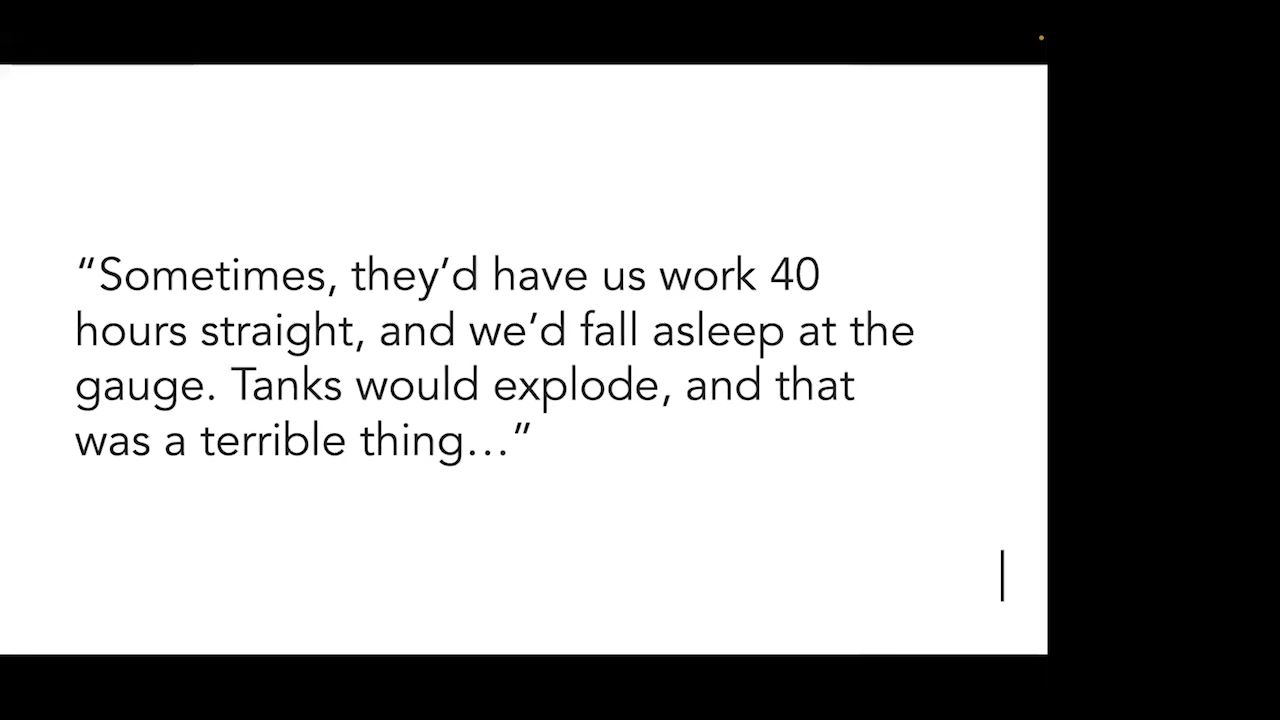 “Sometimes, they’d have us work 40
hours straight, and we’d fall asleep at the
gauge. Tanks would explode, and that
was a terrible thing…”